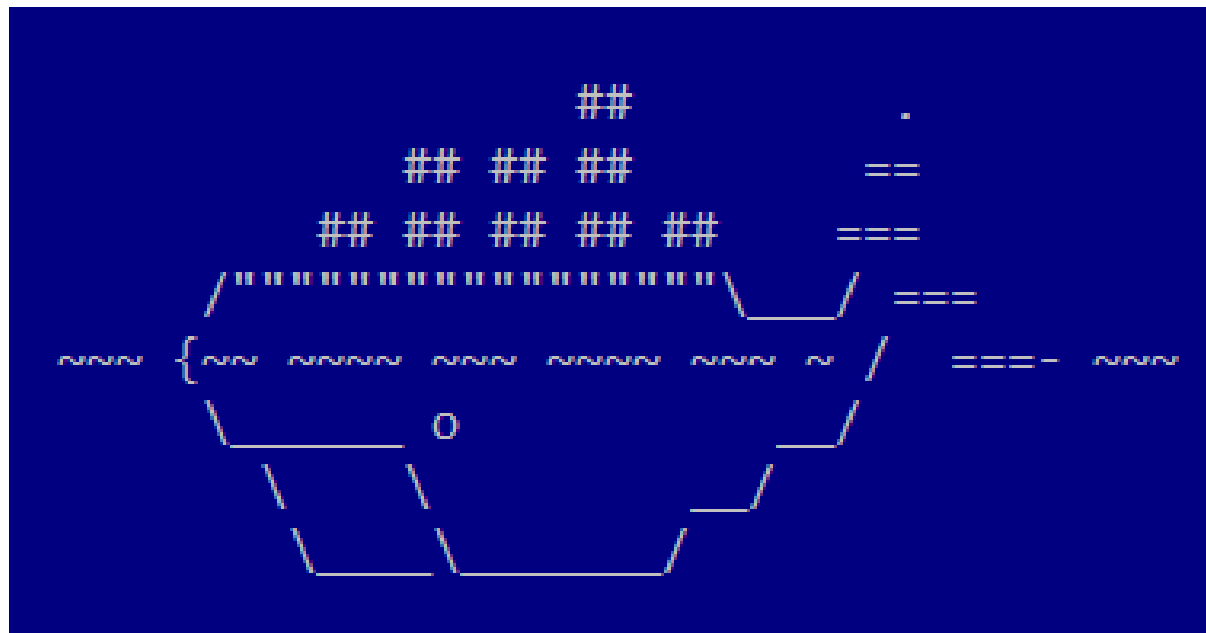 ##         .
            ## ## ##        ==
         ## ## ## ## ##    ===
     /"""""""""""""""""\___/ ===
~~~ {~~ ~~~~ ~~~ ~~~~ ~~~ ~ /  ===- ~~~
     \______ O           __/
       \    \         __/
        \____\_______/